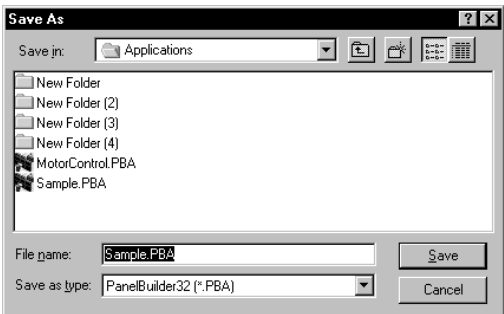 Save As
Save in: Applications
New Folder
New Folder (2)
New Folder (3)
New Folder (4)
MotorControl.PBA
Sample.PBA
File name: Sample.PBA Save
Save as type: PanelBuilder32 (*.PBA) Cancel